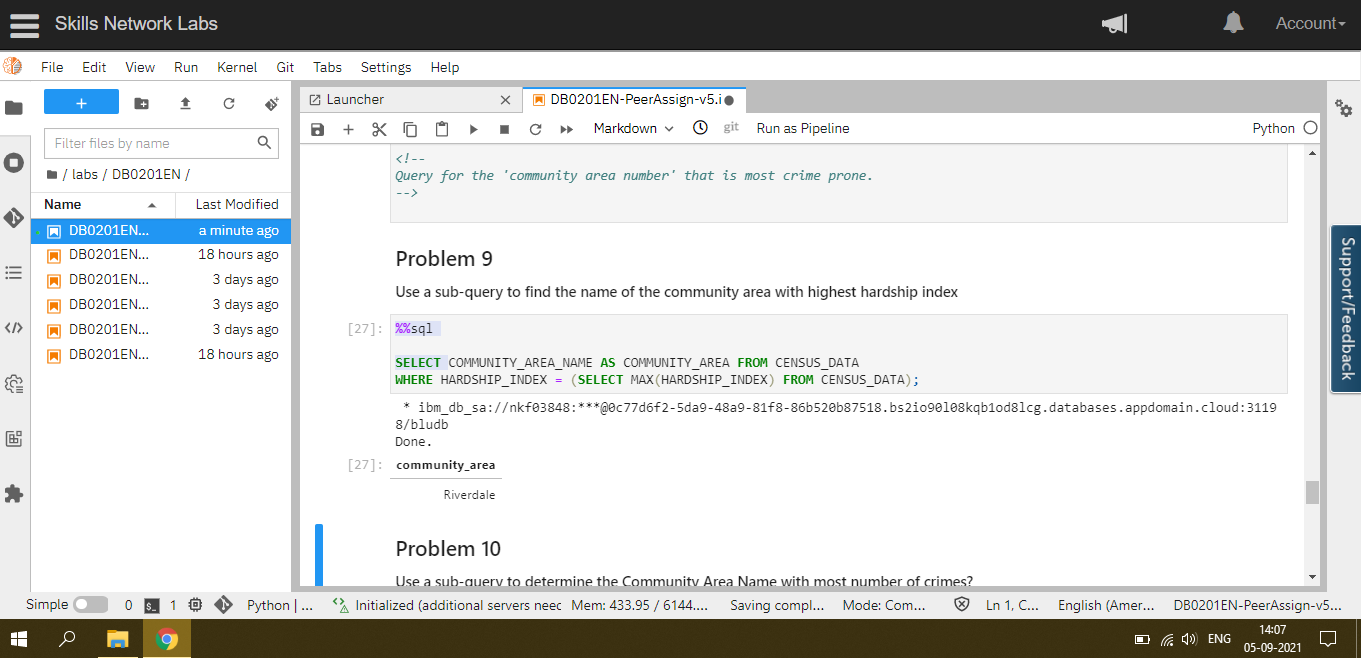 Skills Network Labs
Account
File Edit View Run Kernel Git Tabs Settings Help
+
Launcher
DB0201EN-PeerAssign-v5.i
Markdown
git
Run as Pipeline
Python
Filter files by name
/ labs / DB0201EN /
Name Last Modified
DB0201EN... a minute ago
DB0201EN... 18 hours ago
DB0201EN... 3 days ago
DB0201EN... 3 days ago
DB0201EN... 3 days ago
DB0201EN... 18 hours ago
<!--
Query for the 'community area number' that is most crime prone.
-->
Problem 9
Use a sub-query to find the name of the community area with highest hardship index
[27]: %%sql
SELECT COMMUNITY_AREA_NAME AS COMMUNITY_AREA FROM CENSUS_DATA
WHERE HARDSHIP_INDEX = (SELECT MAX(HARDSHIP_INDEX) FROM CENSUS_DATA);
* ibm_db_sa://nkf03848:***@0c77d6f2-5da9-48a9-81f8-86b520b87518.bs2io90l08kqb1od8lcg.databases.appdomain.cloud:3119
8/bludb
Done.
[27]: community_area
Riverdale
Problem 10
Use a sub-query to determine the Community Area Name with most number of crimes?
Support/Feedback
Simple 0 $_ 1 Python | ... Initialized (additional servers neec Mem: 433.95 / 6144.... Saving compl... Mode: Com... Ln 1, C... English (Amer... DB0201EN-PeerAssign-v5...
ENG
14:07
05-09-2021